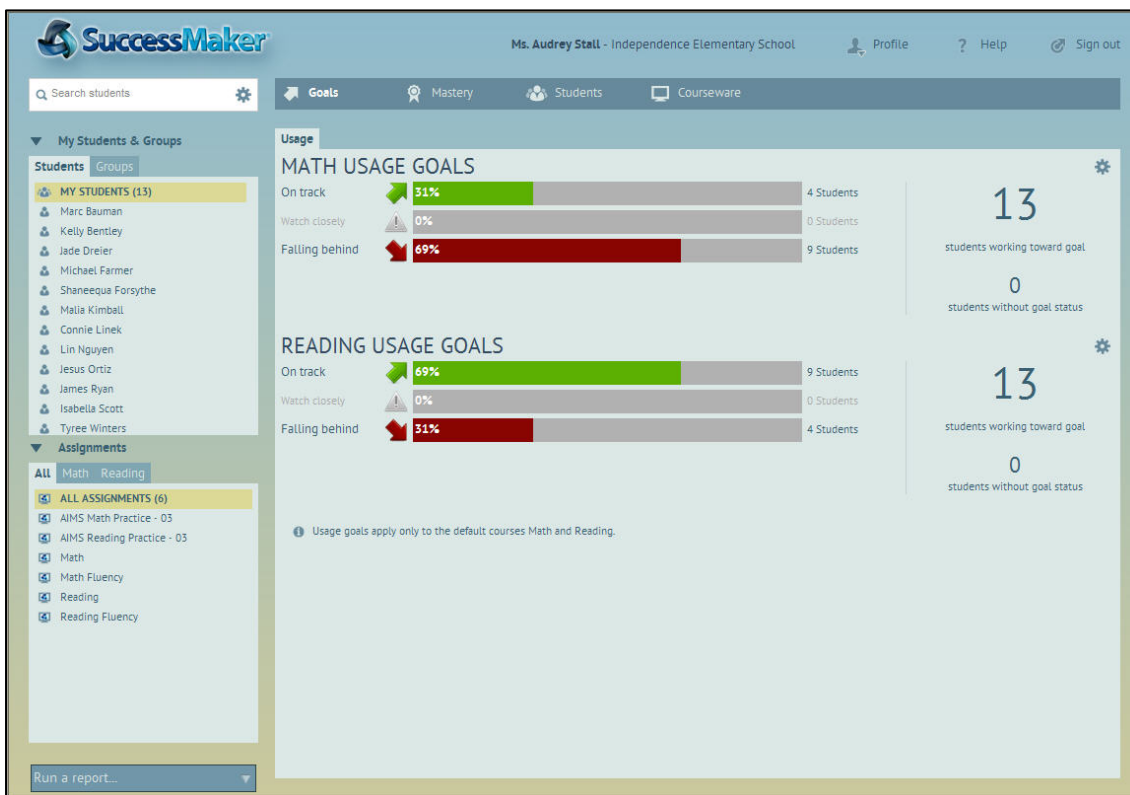 SuccessMaker
Ms. Audrey Stall - Independence Elementary School
Profile
? Help
Sign out
Search students
Goals
Mastery
Students
Courseware
My Students & Groups
Students Groups
MY STUDENTS (13)
Marc Bauman
Kelly Bentley
Jade Dreier
Michael Farmer
Shaneequa Forsythe
Malia Kimball
Connie Linek
Lin Nguyen
Jesus Ortiz
James Ryan
Isabella Scott
Tyree Winters
Assignments
All Math Reading
ALL ASSIGNMENTS (6)
AIMS Math Practice - 03
AIMS Reading Practice - 03
Math
Math Fluency
Reading
Reading Fluency
Run a report...
Usage
MATH USAGE GOALS
On track 31% 4 Students
Watch closely 0% 0 Students
Falling behind 69% 9 Students
13
students working toward goal
0
students without goal status
READING USAGE GOALS
On track 69% 9 Students
Watch closely 0% 0 Students
Falling behind 31% 4 Students
13
students working toward goal
0
students without goal status
Usage goals apply only to the default courses Math and Reading.